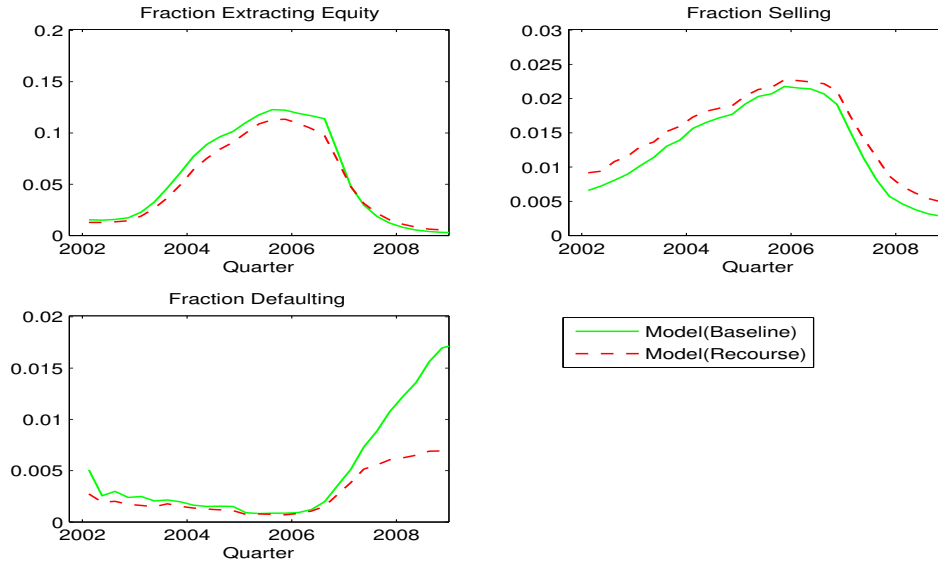 Fraction Extracting Equity
0.2
0.15
0.1
0.05
0
2002 2004 2006 2008
Quarter
Fraction Selling
0.03
0.025
0.02
0.015
0.01
0.005
0
2002 2004 2006 2008
Quarter
Fraction Defaulting
0.02
0.015
0.01
0.005
0
2002 2004 2006 2008
Quarter
Model(Baseline)
Model(Recourse)